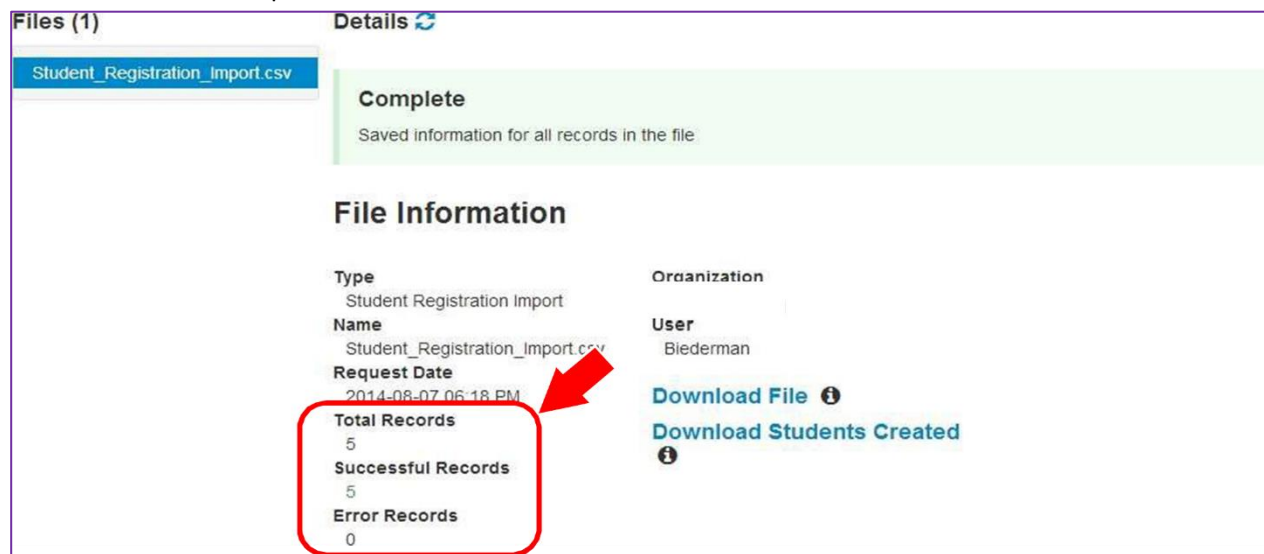 Files (1)
Details
Student_Registration_Import.csv
Complete
Saved information for all records in the file
File Information
Type
Student Registration Import
Organization
Name
Student_Registration_Import.csv
User
Biederman
Request Date
2014-08-07 06:18 PM
Download File
Total Records
5
Download Students Created
Successful Records
5
Error Records
0